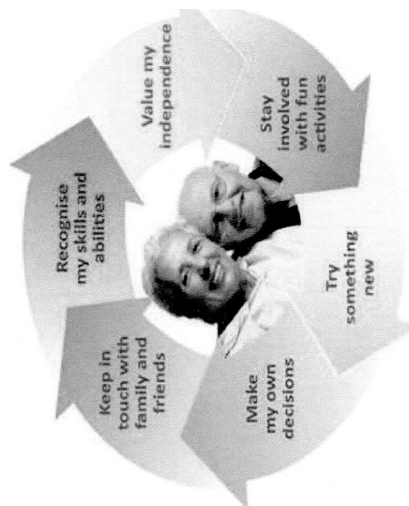 Recognise
my skills and
abilities
Value my
independence
Stay
involved
with fun
activities
Try
something
new
Make
my own
decisions
Keep in
touch with
family and
friends